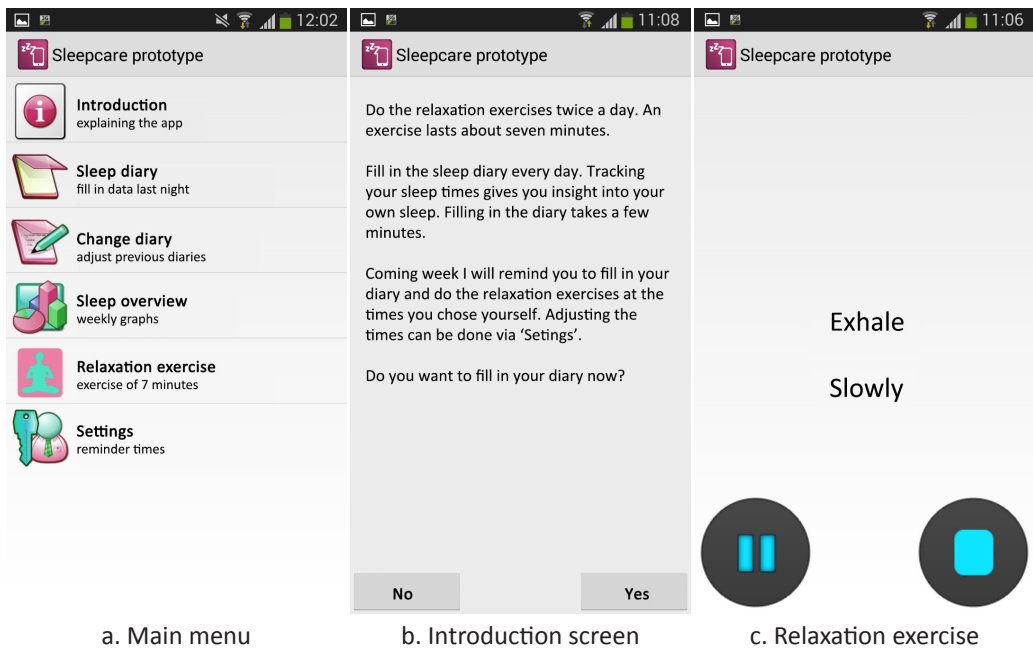 12:02
Sleepcare prototype
Introduction
explaining the app
Sleep diary
fill in data last night
Change diary
adjust previous diaries
Sleep overview
weekly graphs
Relaxation exercise
exercise of 7 minutes
Settings
reminder times
a. Main menu
11:08
Sleepcare prototype
Do the relaxation exercises twice a day. An
exercise lasts about seven minutes.
Fill in the sleep diary every day. Tracking
your sleep times gives you insight into your
own sleep. Filling in the diary takes a few
minutes.
Coming week I will remind you to fill in your
diary and do the relaxation exercises at the
times you chose yourself. Adjusting the
times can be done via ‘Setings’.
Do you want to fill in your diary now?
No
Yes
b. Introduction screen
11:06
Sleepcare prototype
Exhale
Slowly
c. Relaxation exercise